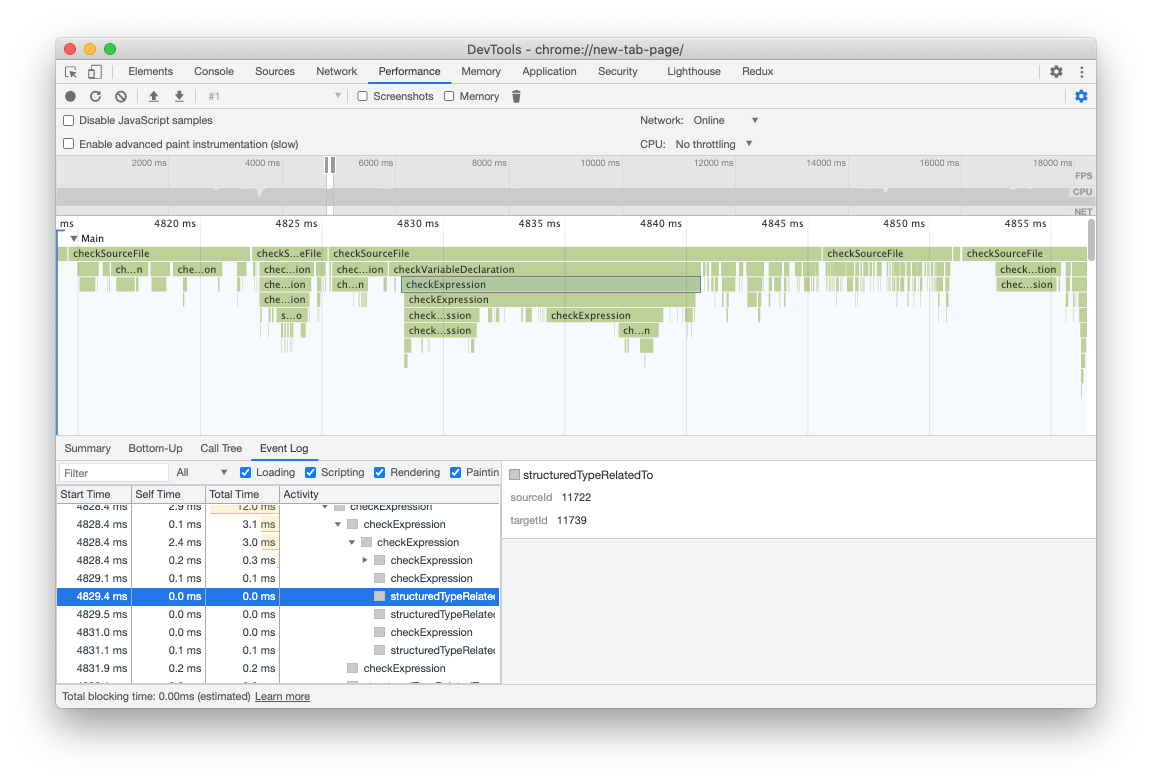 DevTools - chrome://new-tab-page/
Elements Console Sources Network Performance Memory Application Security Lighthouse Redux
#1 Screenshots Memory
Disable JavaScript samples Network: Online
Enable advanced paint instrumentation (slow) CPU: No throttling
2000 ms 4000 ms 6000 ms 8000 ms 10000 ms 12000 ms 14000 ms 16000 ms 18000 ms
FPS
CPU
NET
ms 4820 ms 4825 ms 4830 ms 4835 ms 4840 ms 4845 ms 4850 ms 4855 ms
Main
checkSourceFile checkS...eFile checkSourceFile checkSourceFile checkSourceFile
ch...n che...on chec...ion chec...ion checkVariableDeclaration check...tion
che...ion ch...n checkExpression chec...sion
che...ion checkExpression
s...o check...ssion checkExpression
check...ssion ch...n
Summary Bottom-Up Call Tree Event Log
Filter All Loading Scripting Rendering Paintin
structuredTypeRelatedTo
sourceId 11722
targetId 11739
Start Time Self Time Total Time Activity
4828.4 ms 2.9 ms 12.0 ms checkExpression
4828.4 ms 0.1 ms 3.1 ms checkExpression
4828.4 ms 2.4 ms 3.0 ms checkExpression
4828.4 ms 0.2 ms 0.3 ms checkExpression
4829.1 ms 0.1 ms 0.1 ms checkExpression
4829.4 ms 0.0 ms 0.0 ms structuredTypeRelate
4829.5 ms 0.0 ms 0.0 ms structuredTypeRelate
4831.0 ms 0.0 ms 0.0 ms checkExpression
4831.1 ms 0.1 ms 0.1 ms structuredTypeRelate
4831.9 ms 0.2 ms 0.2 ms checkExpression
Total blocking time: 0.00ms (estimated) Learn more